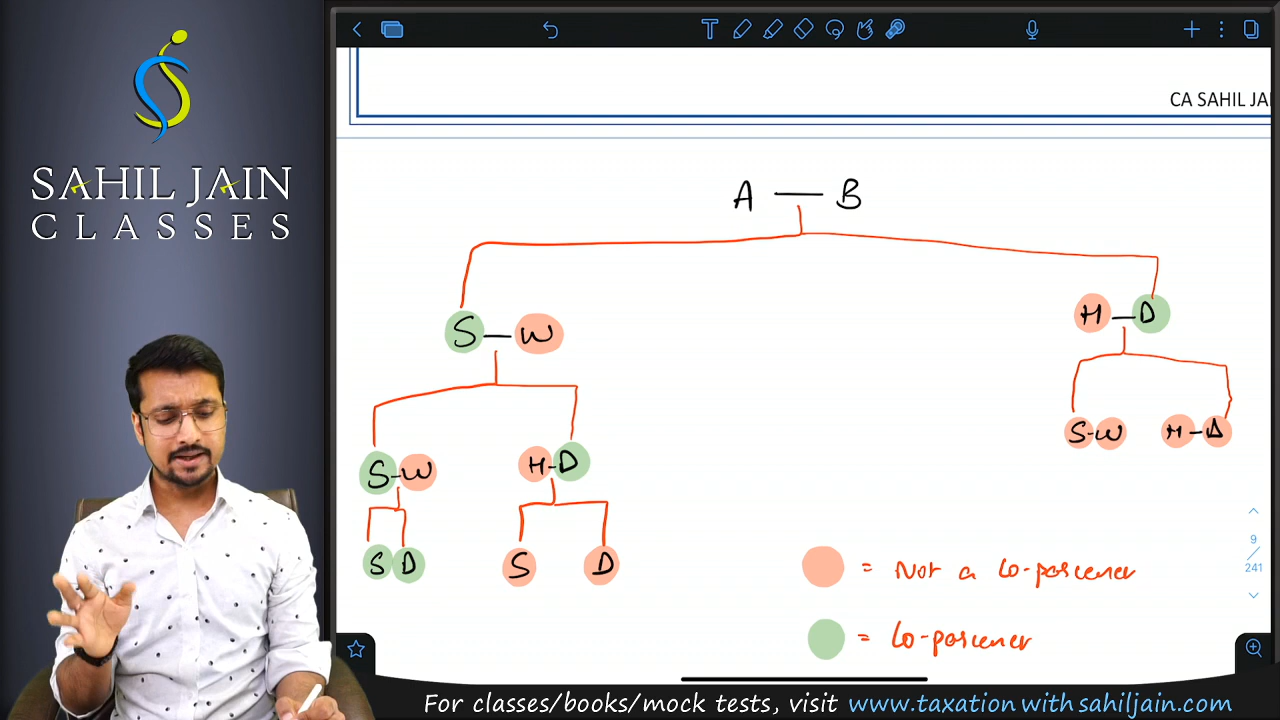 SAHIL JAIN
CLASSES
CA SAHIL JAI
A — B
S — W
H — D
S-W
H-D
S-W
H-D
S D
S
D
= Not a Co-parcener
= Co-parcener
9
/
241
For classes/books/mock tests, visit www.taxationwithsahiljain.com